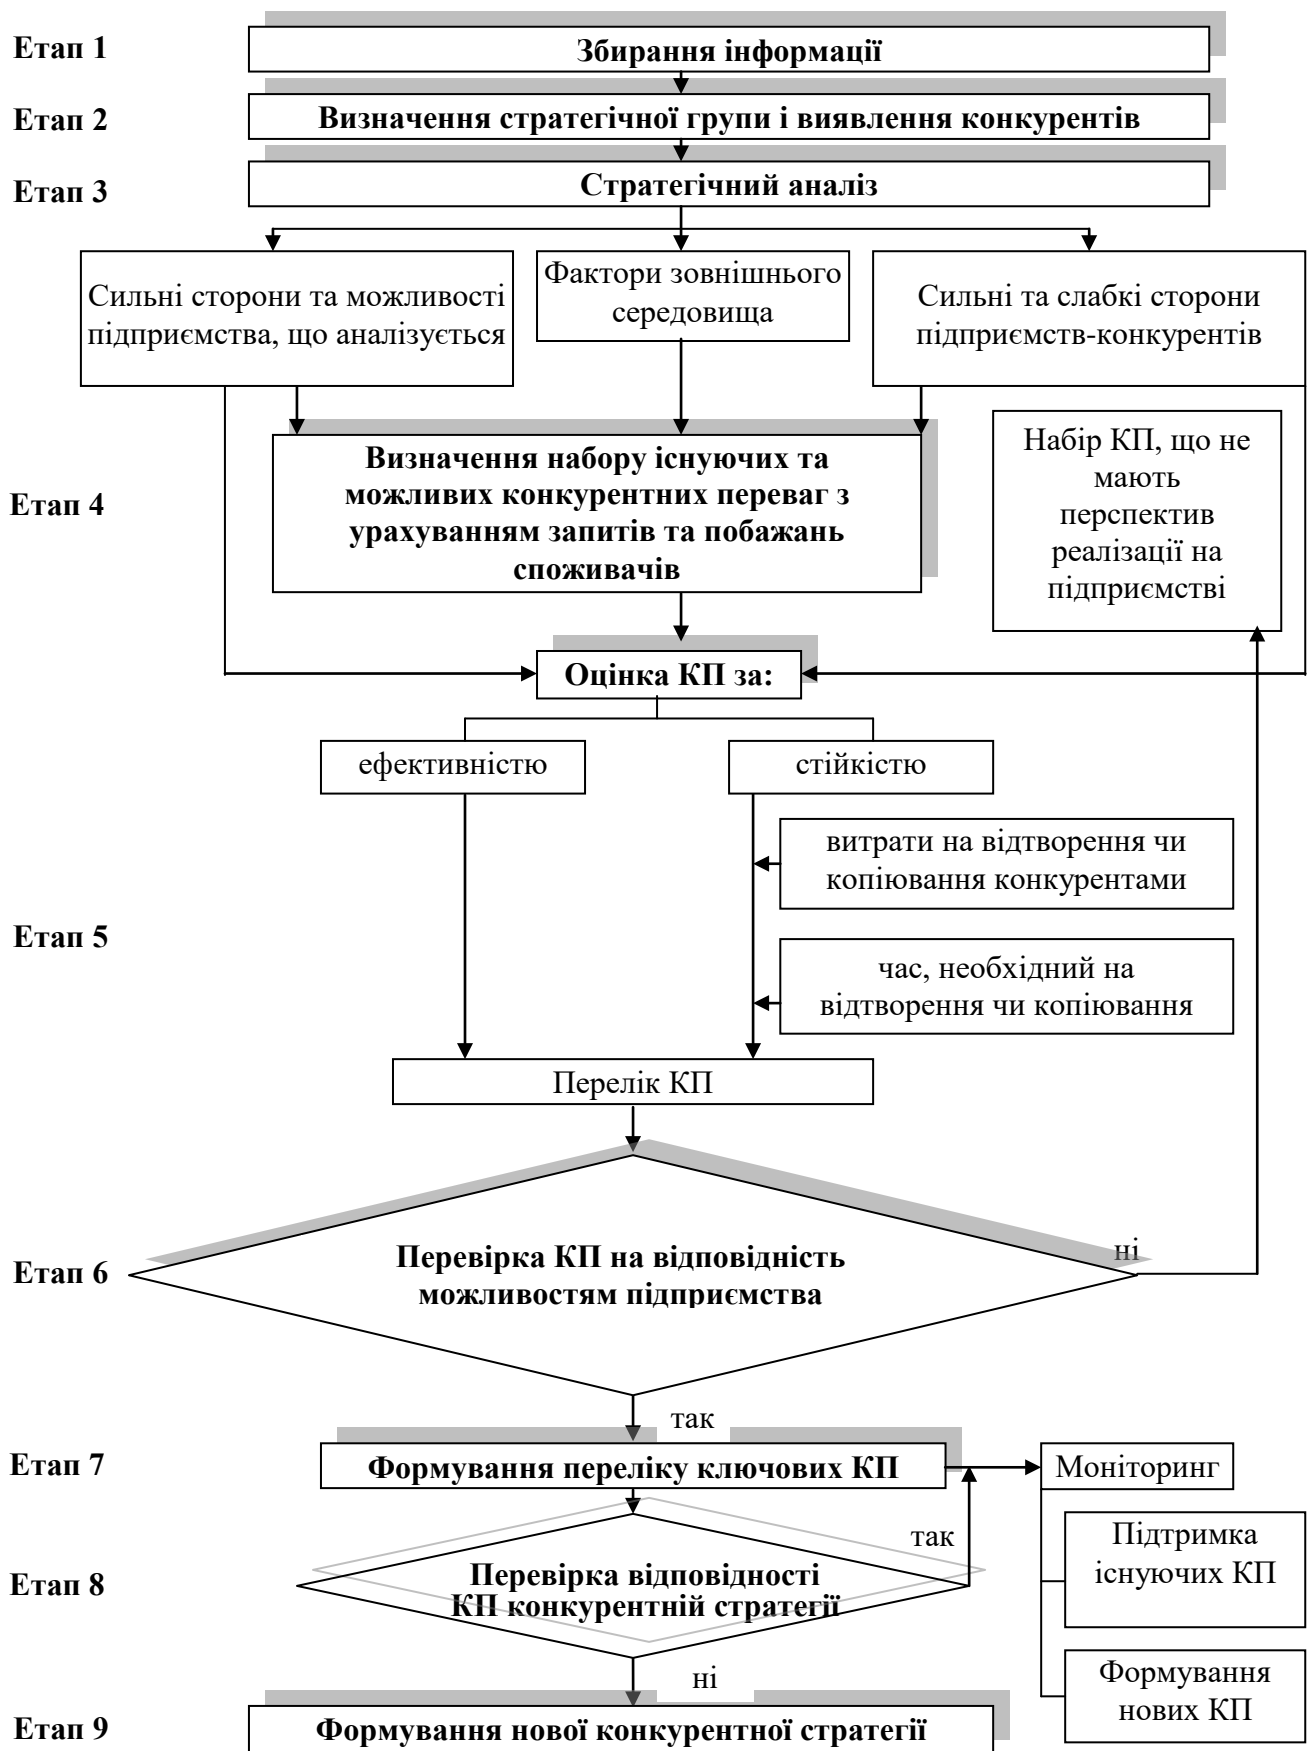 Етап 1
Збирання інформації
Етап 2
Визначення стратегічної групи і виявлення конкурентів
Етап 3
Стратегічний аналіз
Сильні сторони та можливості
підприємства, що аналізується
Фактори зовнішнього
середовища
Сильні та слабкі сторони
підприємств-конкурентів
Етап 4
Визначення набору існуючих та
можливих конкурентних переваг з
урахуванням запитів та побажань
споживачів
Набір КП, що не
мають
перспектив
реалізації на
підприємстві
Оцінка КП за:
ефективністю
стійкістю
витрати на відтворення чи
копіювання конкурентами
Етап 5
час, необхідний на
відтворення чи копіювання
Перелік КП
Етап 6
Перевірка КП на відповідність
можливостям підприємства
ні
так
Етап 7
Формування переліку ключових КП
Моніторинг
так
Підтримка
існуючих КП
Етап 8
Перевірка відповідності
КП конкурентній стратегії
ні
Формування
нових КП
Етап 9
Формування нової конкурентної стратегії